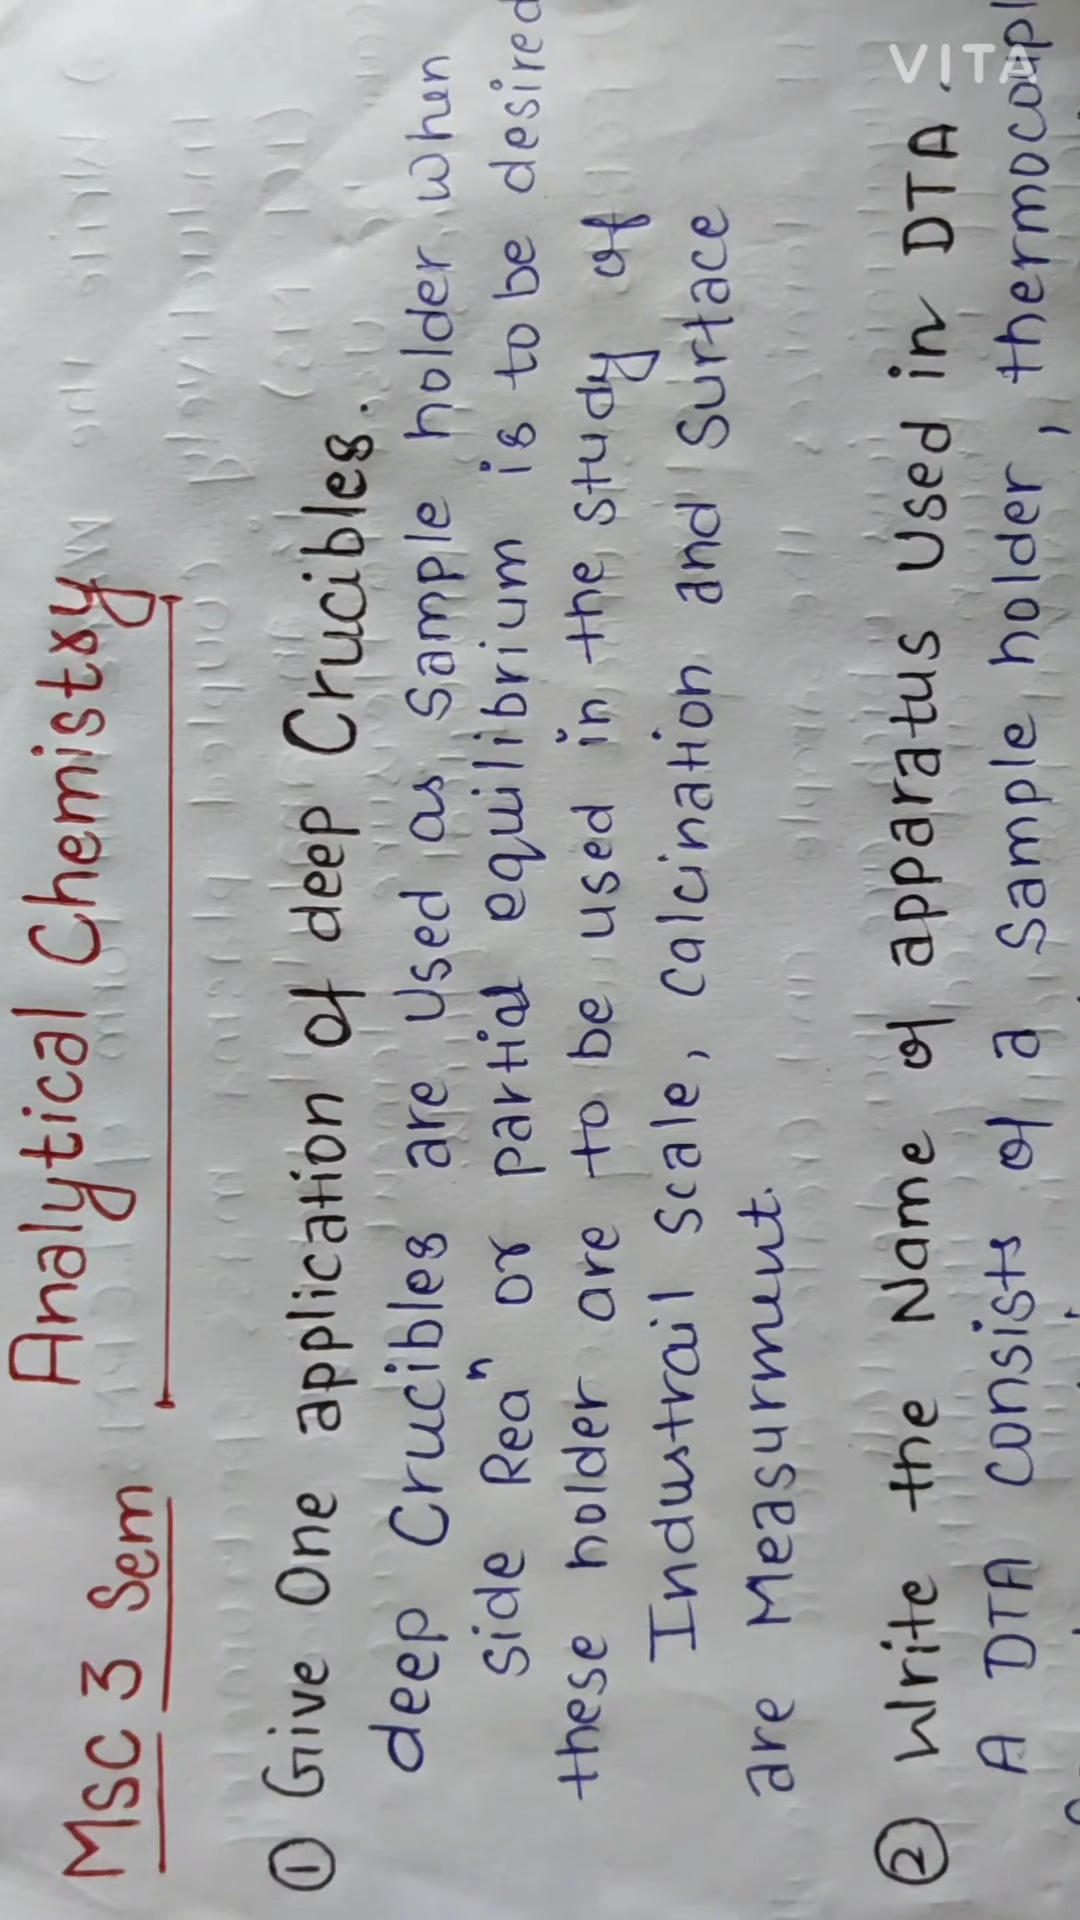 MSC 3 Sem Analytical Chemistry
① Give One application of deep Crucibles.
deep Crucibles are Used as Sample holder when
side Reaⁿ or partial equilibrium is to be desired
these holder are to be used in the study of
Industrail scale, calcination and Surface
are Measurment.
② Write the Name of apparatus Used in DTA.
A DTA consists of a Sample holder, thermocoupl
VITA